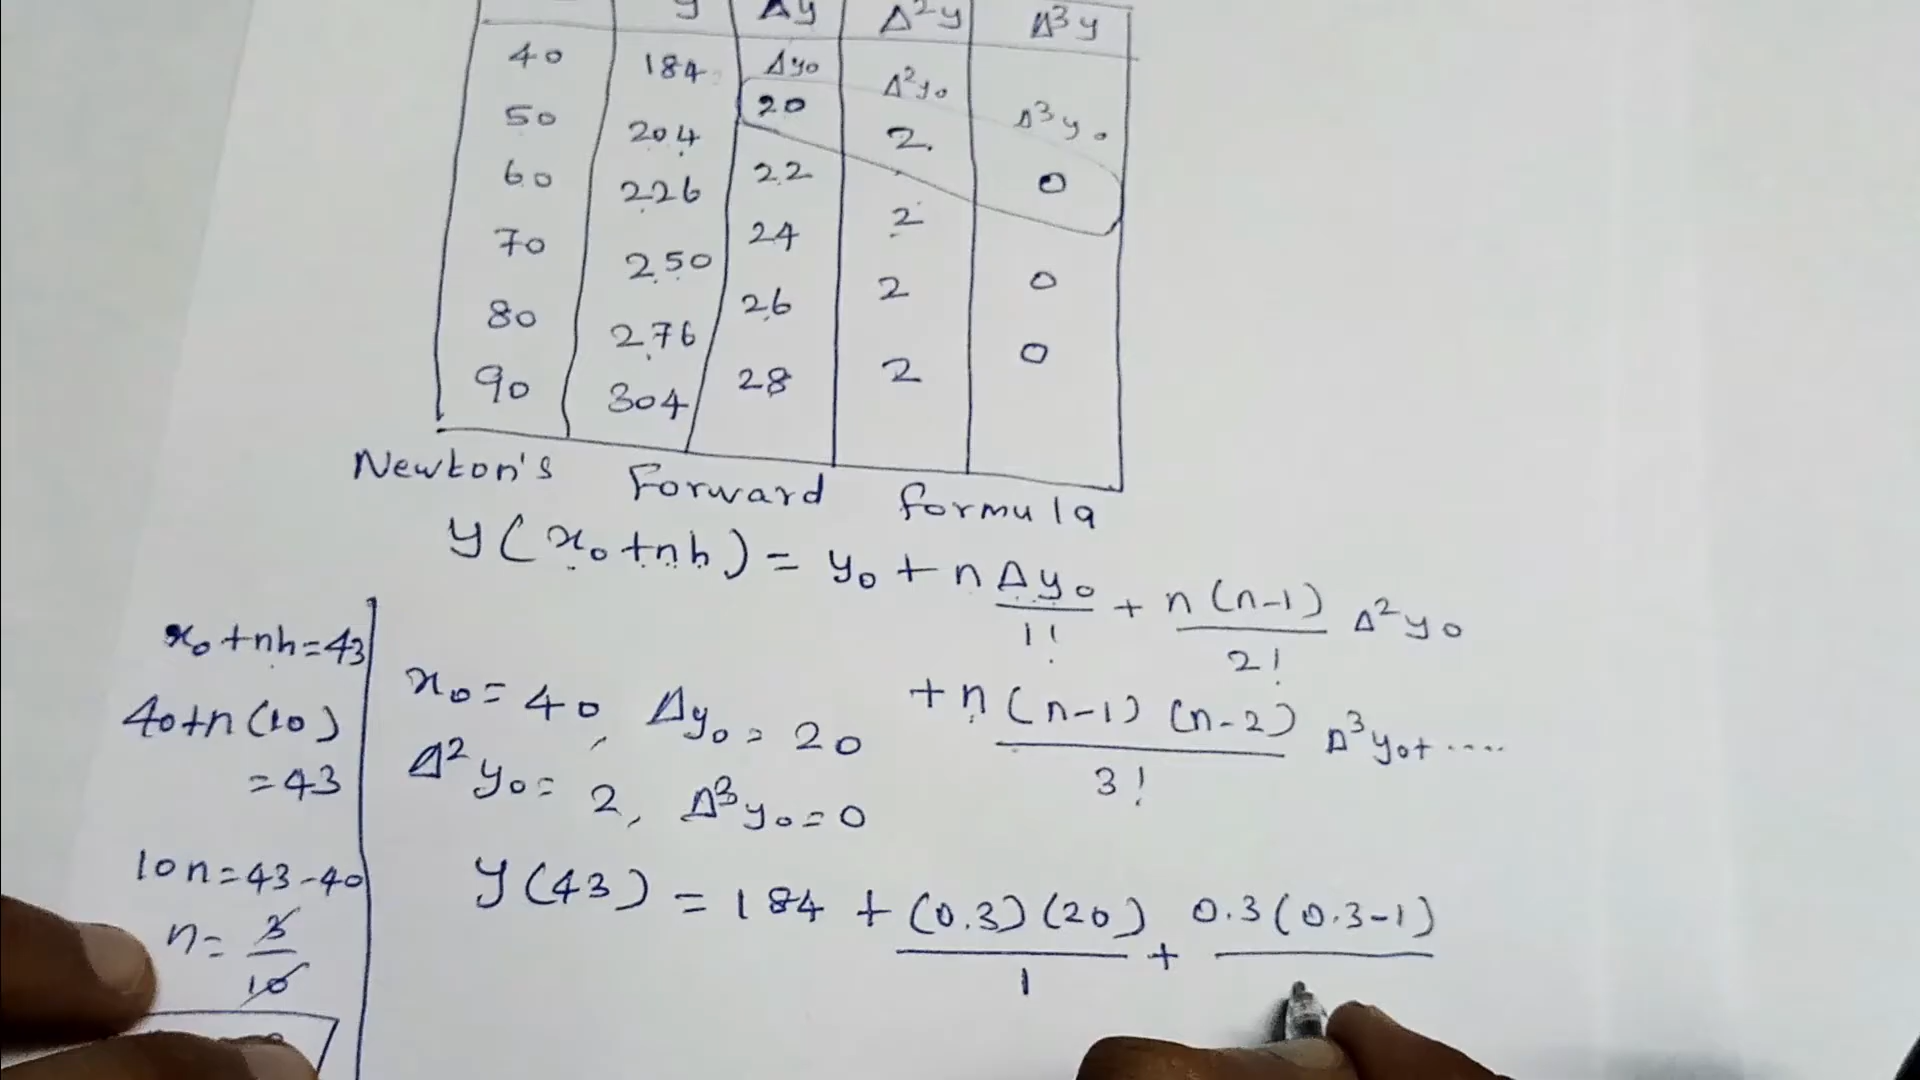 y Δy Δ²y Δ³y
40 184 Δy₀ Δ²y₀
50 204 20 2 Δ³y₀
60 226 22 2 0
70 250 24 2 0
80 276 26 2 0
90 304 28
Newton's Forward formula
y(x₀+nh) = y₀ + nΔy₀/1! + n(n-1)/2! Δ²y₀
+ n(n-1)(n-2)/3! Δ³y₀+....
x₀+nh=43
40+n(10)
=43
10n=43-40
n=3/10
x₀=40, Δy₀=20
Δ²y₀=2, Δ³y₀=0
y(43) = 184 + (0.3)(20)/1 + 0.3(0.3-1)